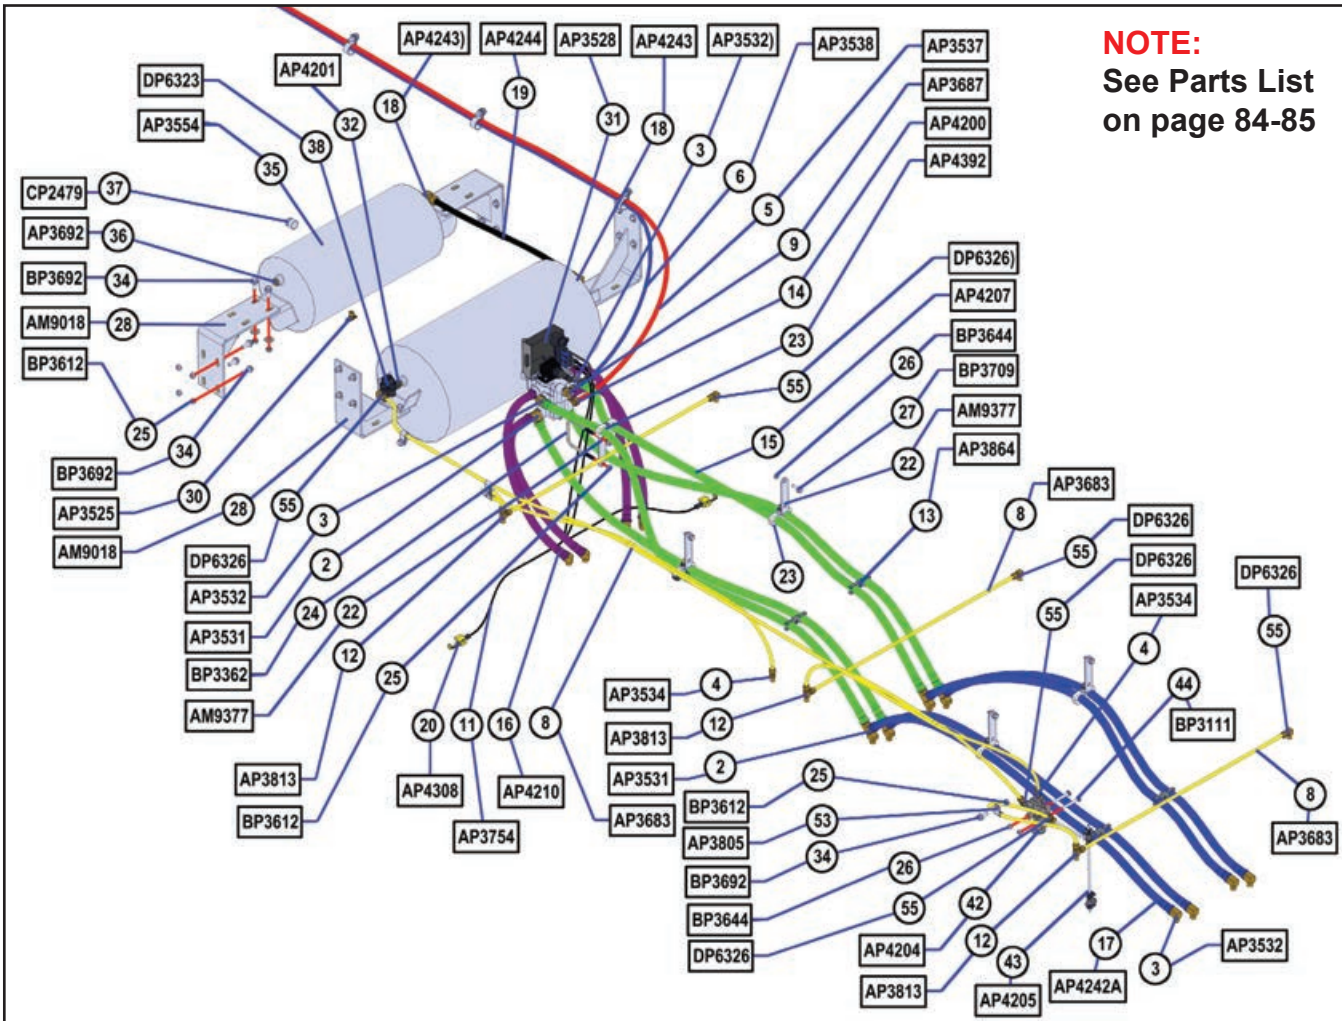 AP4243)
AP4244
AP3528
AP4243
AP3532)
AP3538
AP3537
NOTE:
See Parts List
on page 84-85
AP4201
DP6323
AP3687
AP3554
AP4200
AP4392
18
19
31
18
3
6
5
9
14
23
32
38
35
37
CP2479
36
AP3692
34
BP3692
28
AM9018
BP3612
25
34
BP3692
30
AP3525
28
AM9018
55
DP6326
3
AP3532
2
AP3531
24
BP3362
22
AM9377
12
AP3813
25
BP3612
20
AP4308
11
AP3754
16
AP4210
8
AP3683
DP6326)
AP4207
BP3644
BP3709
AM9377
AP3864
55
15
26
27
22
13
23
AP3683
8
DP6326
55
DP6326
55
AP3534
4
44
BP3111
DP6326
55
8
AP3683
AP3534
4
AP3813
12
AP3531
2
BP3612
25
AP3805
53
BP3692
34
BP3644
26
DP6326
55
AP4204
42
AP3813
12
AP4205
43
AP4242A
17
3
AP3532